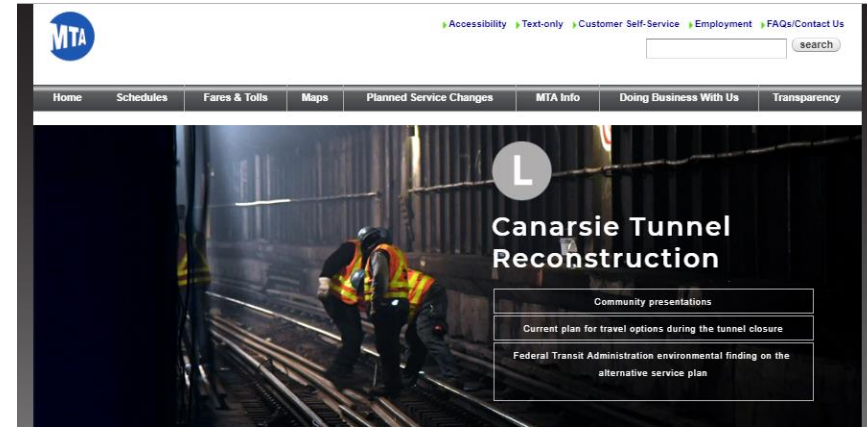 MTA
Accessibility Text-only Customer Self-Service Employment FAQs/Contact Us
search
Home Schedules Fares & Tolls Maps Planned Service Changes MTA Info Doing Business With Us Transparency
L
Canarsie Tunnel
Reconstruction
Community presentations
Current plan for travel options during the tunnel closure
Federal Transit Administration environmental finding on the
alternative service plan